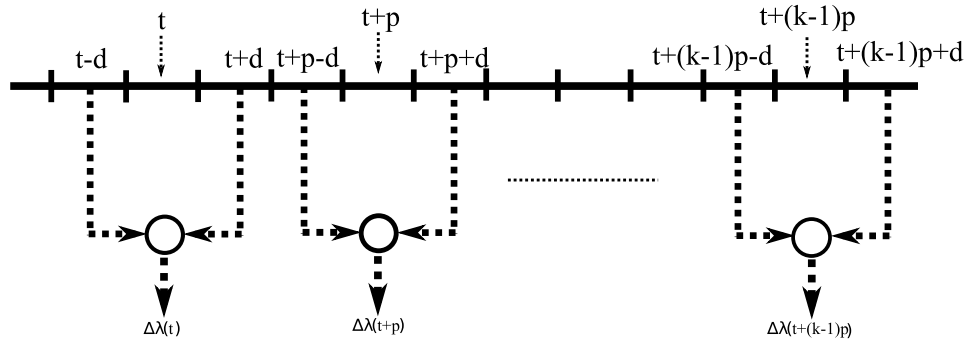 t
t+p
t+(k-1)p
t-d
t+d
t+p-d
t+p+d
t+(k-1)p-d
t+(k-1)p+d
Δλ(t)
Δλ(t+p)
Δλ(t+(k-1)p)